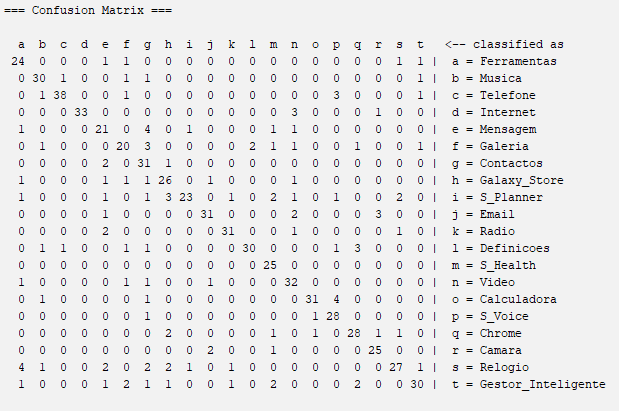 === Confusion Matrix ===
a b c d e f g h i j k l m n o p q r s t <-- classified as
24 0 0 0 1 1 0 0 0 0 0 0 0 0 0 0 0 0 1 1 | a = Ferramentas
0 30 1 0 0 1 1 0 0 0 0 0 0 0 0 0 0 0 0 1 | b = Musica
0 1 38 0 0 1 0 0 0 0 0 0 0 0 0 3 0 0 0 1 | c = Telefone
0 0 0 33 0 0 0 0 0 0 0 0 0 3 0 0 0 1 0 0 | d = Internet
1 0 0 0 21 0 4 0 1 0 0 0 1 1 0 0 0 0 0 0 | e = Mensagem
0 1 0 0 0 20 3 0 0 0 0 2 1 1 0 0 1 0 0 1 | f = Galeria
0 0 0 0 2 0 31 1 0 0 0 0 0 0 0 0 0 0 0 0 | g = Contactos
1 0 0 0 1 1 1 26 0 1 0 0 0 1 0 0 0 0 0 0 | h = Galaxy_Store
1 0 0 0 1 0 1 3 23 0 1 0 2 1 0 1 0 0 2 0 | i = S_Planner
0 0 0 0 1 0 0 0 0 31 0 0 0 2 0 0 0 3 0 0 | j = Email
0 0 0 0 2 0 0 0 0 0 31 0 0 1 0 0 0 0 1 0 | k = Radio
0 1 1 0 0 1 1 0 0 0 0 30 0 0 0 1 3 0 0 0 | l = Definicoes
0 0 0 0 0 0 0 0 0 0 0 0 25 0 0 0 0 0 0 0 | m = S_Health
1 0 0 0 0 1 1 0 0 1 0 0 0 32 0 0 0 0 0 0 | n = Video
0 1 0 0 0 0 1 0 0 0 0 0 0 0 31 4 0 0 0 0 | o = Calculadora
0 0 0 0 0 0 1 0 0 0 0 0 0 0 1 28 0 0 0 0 | p = S_Voice
0 0 0 0 0 0 0 2 0 0 0 0 1 0 1 0 28 1 1 0 | q = Chrome
0 0 0 0 0 0 0 0 0 2 0 0 1 0 0 0 0 25 0 0 | r = Camara
4 1 0 0 2 0 2 2 1 0 1 0 0 0 0 0 0 0 27 1 | s = Relogio
1 0 0 0 1 2 1 1 0 0 1 0 2 0 0 0 2 0 0 30 | t = Gestor_Inteligente